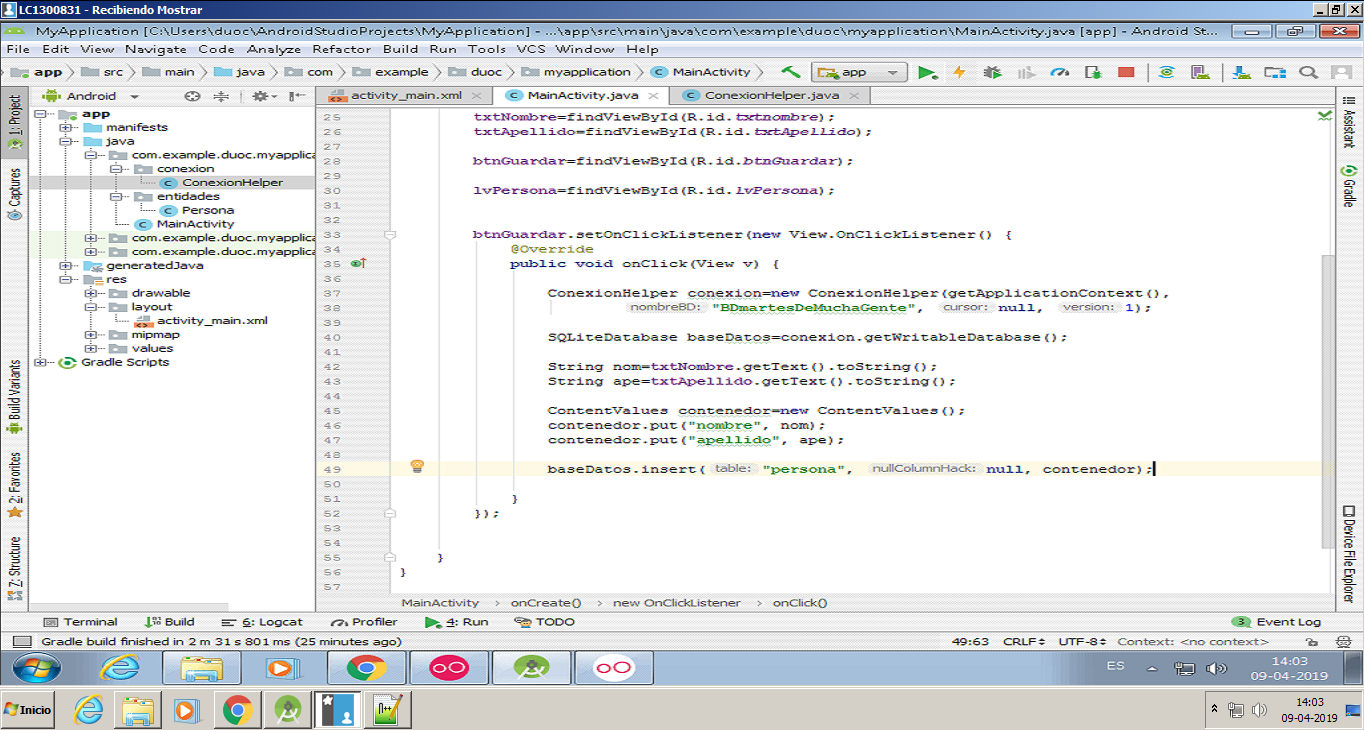 LC1300831 - Recibiendo Mostrar
MyApplication [C:\Users\duoc\AndroidStudioProjects\MyApplication] - ...\app\src\main\java\com\example\duoc\myapplication\MainActivity.java [app] - Android St...
File Edit View Navigate Code Analyze Refactor Build Run Tools VCS Window Help
app src main java com example duoc myapplication MainActivity app
Android activity_main.xml MainActivity.java ConexionHelper.java
1: Project
Captures
Build Variants
2: Favorites
Z: Structure
app
manifests
java
com.example.duoc.myapplica
conexion
ConexionHelper
entidades
Persona
MainActivity
com.example.duoc.myapplica
com.example.duoc.myapplica
generatedJava
res
drawable
layout
activity_main.xml
mipmap
values
Gradle Scripts
25 txtNombre=findViewById(R.id.txtnombre);
26 txtApellido=findViewById(R.id.txtApellido);
27
28 btnGuardar=findViewById(R.id.btnGuardar);
29
30 lvPersona=findViewById(R.id.lvPersona);
31
32
33 btnGuardar.setOnClickListener(new View.OnClickListener() {
34 @Override
35 public void onClick(View v) {
36
37 ConexionHelper conexion=new ConexionHelper(getApplicationContext(),
38 nombreBD: "BDmartesDeMuchaGente", cursor: null, version: 1);
39
40 SQLiteDatabase baseDatos=conexion.getWritableDatabase();
41
42 String nom=txtNombre.getText().toString();
43 String ape=txtApellido.getText().toString();
44
45 ContentValues contenedor=new ContentValues();
46 contenedor.put("nombre", nom);
47 contenedor.put("apellido", ape);
48
49 baseDatos.insert( table: "persona", nullColumnHack: null, contenedor);
50
51 }
52 });
53
54
55 }
56 }
57
Assistant
Gradle
Device File Explorer
MainActivity > onCreate() > new OnClickListener > onClick()
Terminal Build 6: Logcat Profiler 4: Run TODO 3 Event Log
Gradle build finished in 2 m 31 s 801 ms (25 minutes ago) 49:63 CRLF UTF-8 Context: <no context>
ES 14:03
09-04-2019
Inicio 14:03
09-04-2019